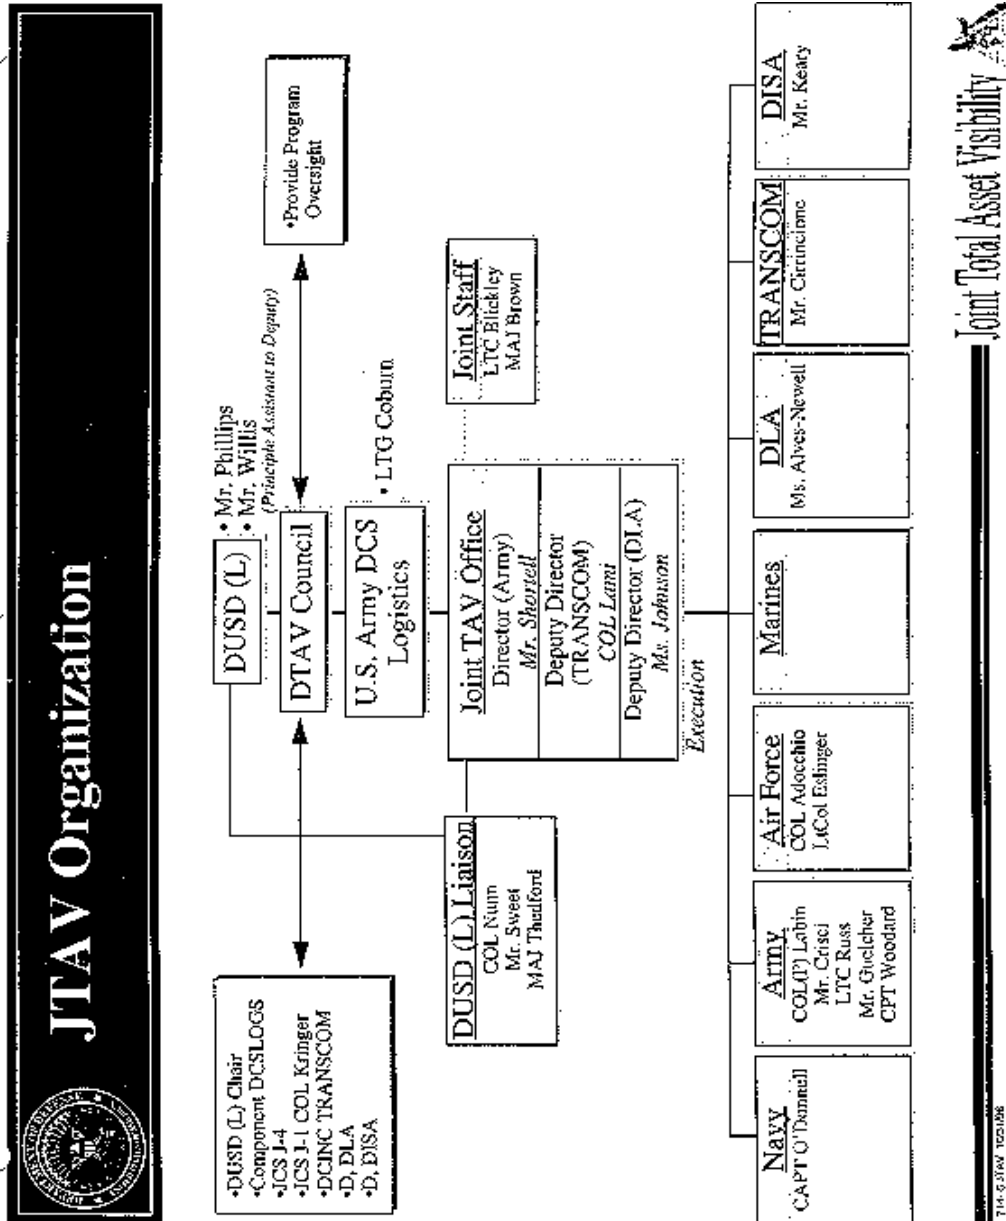 JTAV Organization
DUSD (L)
• Mr. Phillips
• Mr. Willis
(Principle Assistant to Deputy)
•DUSD (L) Chair
•Component DCSLOGS
•JCS J-4
•JCS J-1 COL Kringer
•DCINC TRANSCOM
•D, DLA
•D, DISA
DTAV Council
•Provide Program
Oversight
U.S. Army DCS
Logistics
• LTG Coburn
DUSD (L) Liaison
COL Nunn
Mr. Sweet
MAJ Thedford
Joint TAV Office
Director (Army)
Mr. Shortell
Deputy Director
(TRANSCOM)
COL Lami
Deputy Director (DLA)
Ms. Johnson
Joint Staff
LTC Blickley
MAJ Brown
Execution
Navy
CAPT O'Donnell
Army
COL(P) Labin
Mr. Crisci
LTC Russ
Mr. Guelcher
CPT Woodard
Air Force
COL Adocchio
LtCol Eslinger
Marines
DLA
Ms. Alves-Newell
TRANSCOM
Mr. Cirrincione
DISA
Mr. Keary
Joint Total Asset Visibility